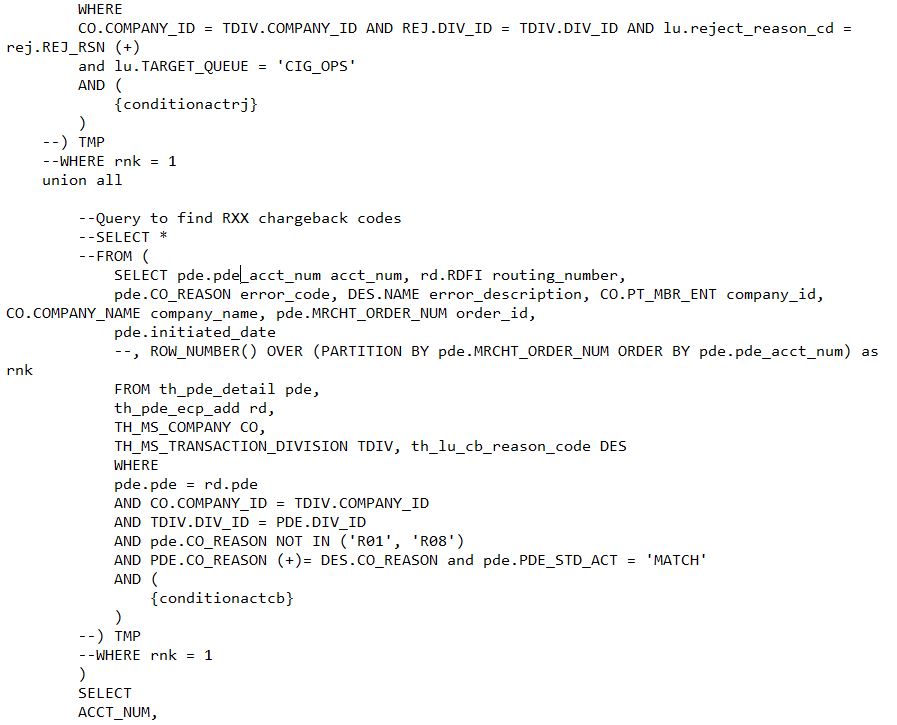 WHERE
CO.COMPANY_ID = TDIV.COMPANY_ID AND REJ.DIV_ID = TDIV.DIV_ID AND lu.reject_reason_cd =
rej.REJ_RSN (+)
and lu.TARGET_QUEUE = 'CIG_OPS'
AND (
{conditionactrj}
)
--) TMP
--WHERE rnk = 1
union all
--Query to find RXX chargeback codes
--SELECT *
--FROM (
SELECT pde.pde_acct_num acct_num, rd.RDFI routing_number,
pde.CO_REASON error_code, DES.NAME error_description, CO.PT_MBR_ENT company_id,
CO.COMPANY_NAME company_name, pde.MRCHT_ORDER_NUM order_id,
pde.initiated_date
--, ROW_NUMBER() OVER (PARTITION BY pde.MRCHT_ORDER_NUM ORDER BY pde.pde_acct_num) as
rnk
FROM th_pde_detail pde,
th_pde_ecp_add rd,
TH_MS_COMPANY CO,
TH_MS_TRANSACTION_DIVISION TDIV, th_lu_cb_reason_code DES
WHERE
pde.pde = rd.pde
AND CO.COMPANY_ID = TDIV.COMPANY_ID
AND TDIV.DIV_ID = PDE.DIV_ID
AND pde.CO_REASON NOT IN ('R01', 'R08')
AND PDE.CO_REASON (+)= DES.CO_REASON and pde.PDE_STD_ACT = 'MATCH'
AND (
{conditionactcb}
)
--) TMP
--WHERE rnk = 1
)
SELECT
ACCT_NUM,